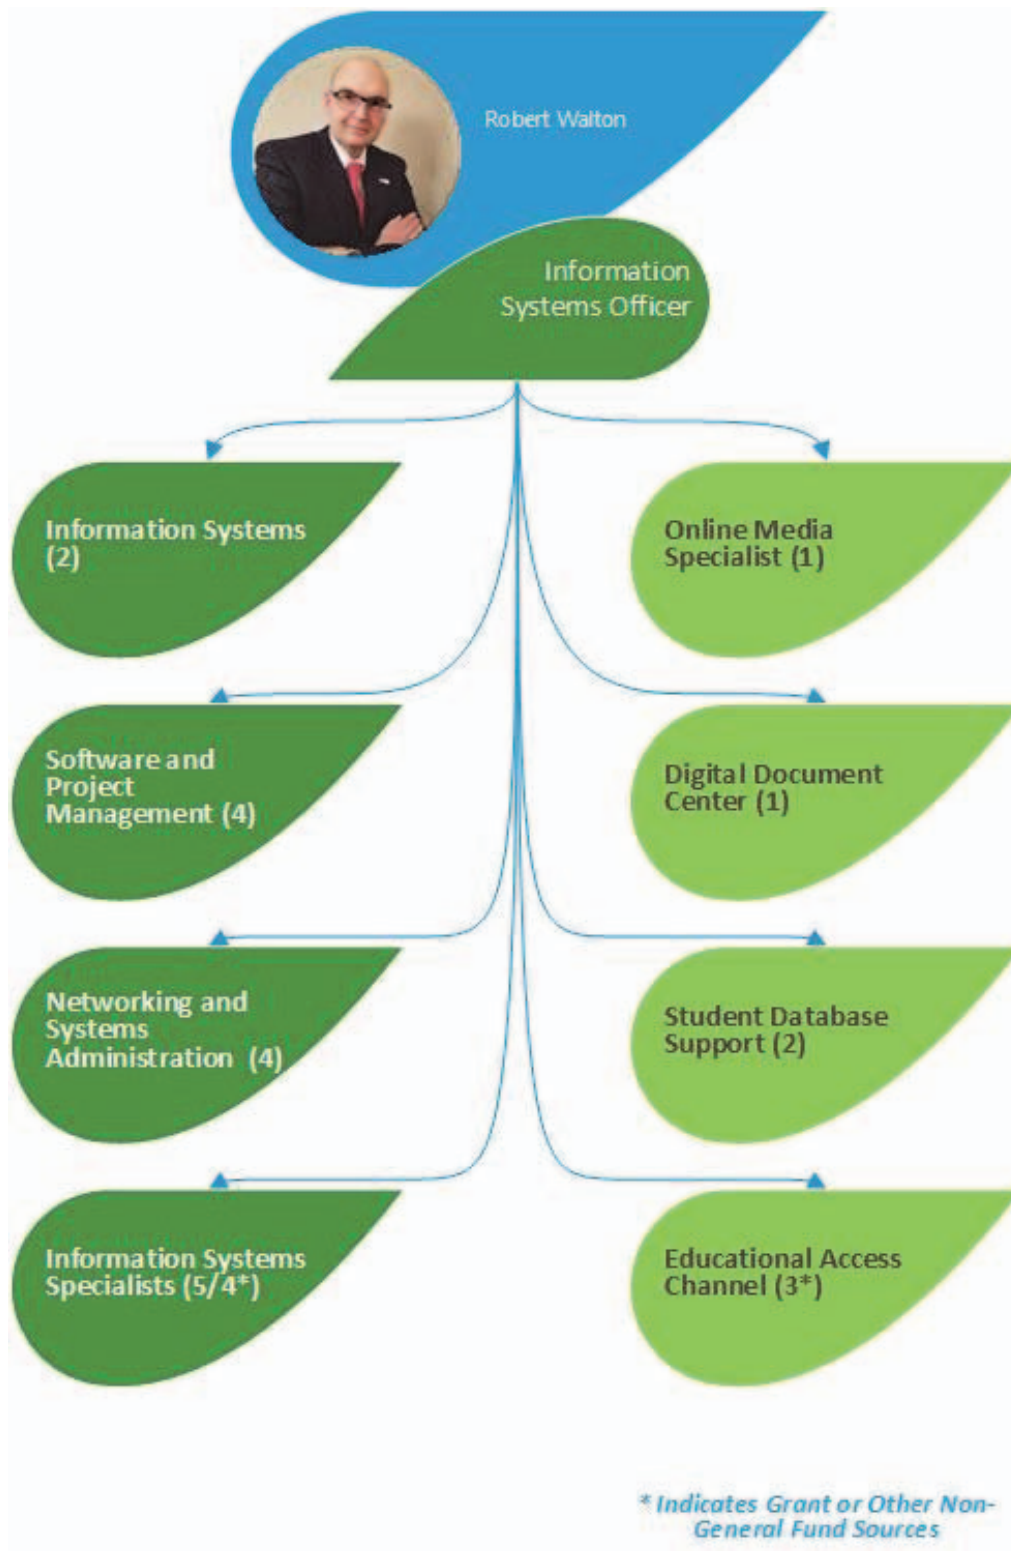 Robert Walton
Information
Systems Officer
Information Systems
(2)
Online Media
Specialist (1)
Software and
Project
Management (4)
Digital Document
Center (1)
Networking and
Systems
Administration (4)
Student Database
Support (2)
Information Systems
Specialists (5/4*)
Educational Access
Channel (3*)
* Indicates Grant or Other Non-
General Fund Sources